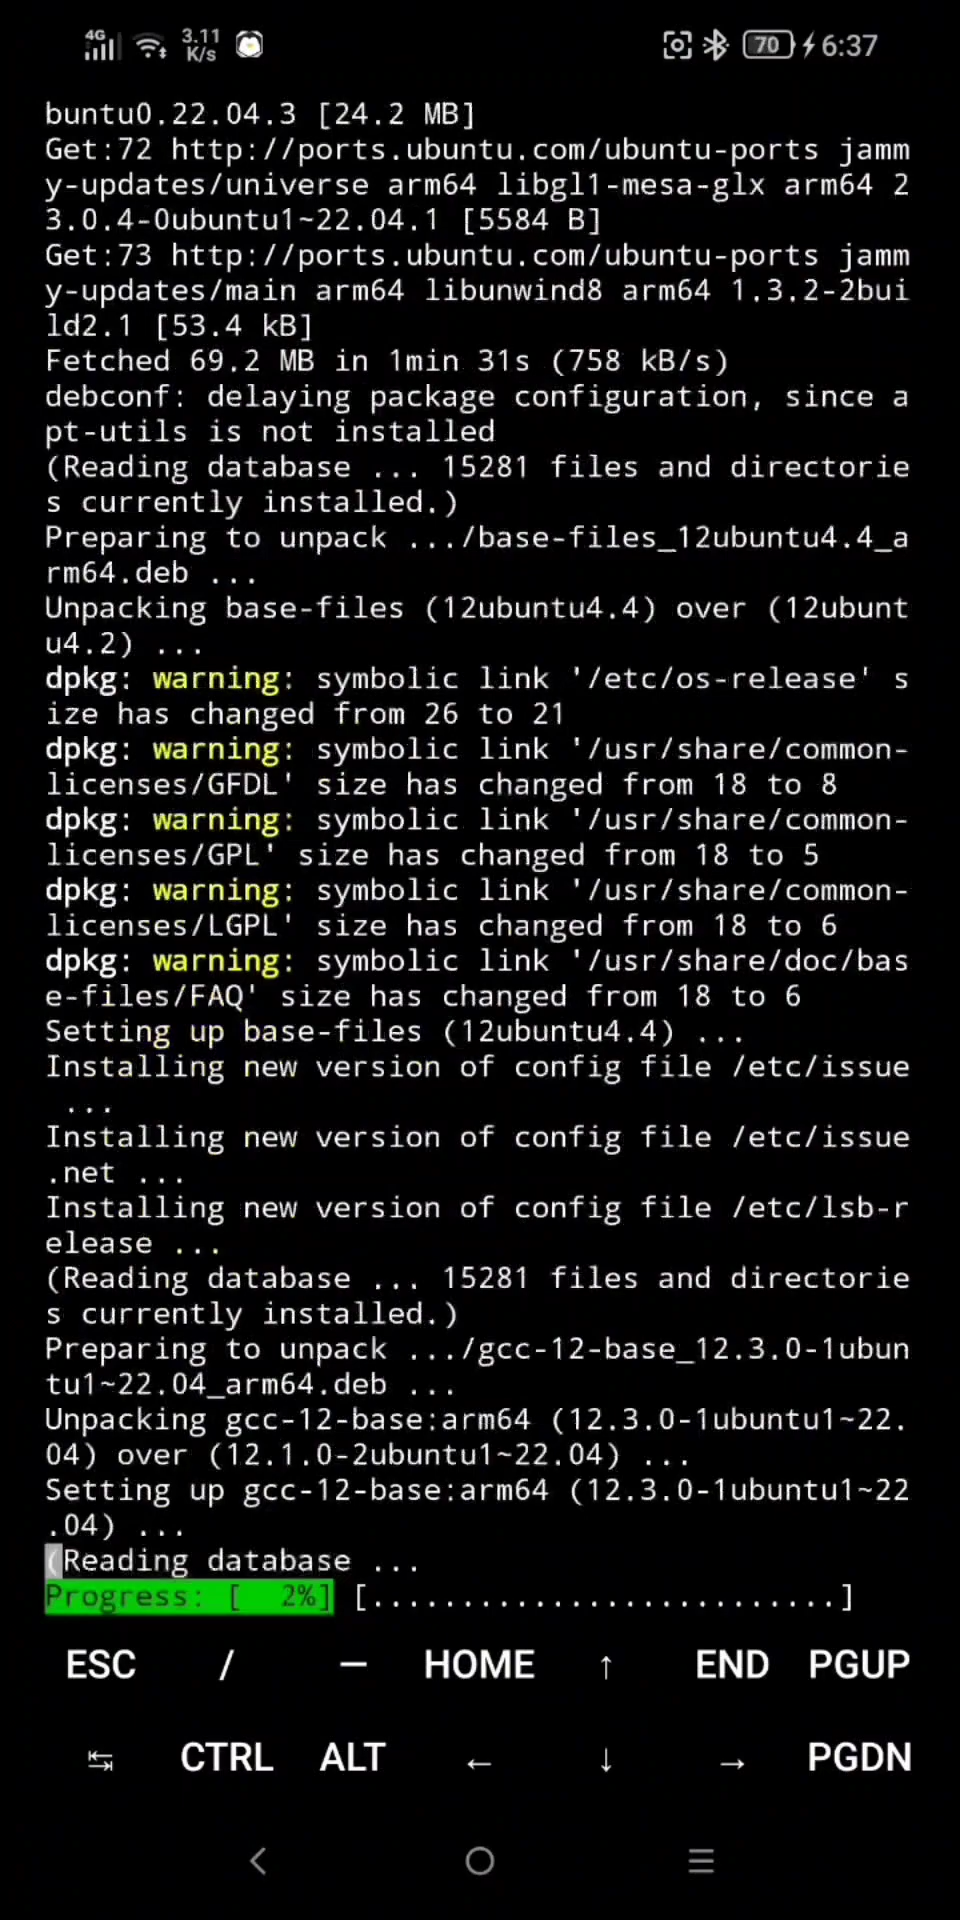 4G 3.11 K/s 70 6:37
buntu0.22.04.3 [24.2 MB]
Get:72 http://ports.ubuntu.com/ubuntu-ports jamm
y-updates/universe arm64 libgl1-mesa-glx arm64 2
3.0.4-0ubuntu1~22.04.1 [5584 B]
Get:73 http://ports.ubuntu.com/ubuntu-ports jamm
y-updates/main arm64 libunwind8 arm64 1.3.2-2bui
ld2.1 [53.4 kB]
Fetched 69.2 MB in 1min 31s (758 kB/s)
debconf: delaying package configuration, since a
pt-utils is not installed
(Reading database ... 15281 files and directorie
s currently installed.)
Preparing to unpack .../base-files_12ubuntu4.4_a
rm64.deb ...
Unpacking base-files (12ubuntu4.4) over (12ubunt
u4.2) ...
dpkg: warning: symbolic link '/etc/os-release' s
ize has changed from 26 to 21
dpkg: warning: symbolic link '/usr/share/common-
licenses/GFDL' size has changed from 18 to 8
dpkg: warning: symbolic link '/usr/share/common-
licenses/GPL' size has changed from 18 to 5
dpkg: warning: symbolic link '/usr/share/common-
licenses/LGPL' size has changed from 18 to 6
dpkg: warning: symbolic link '/usr/share/doc/bas
e-files/FAQ' size has changed from 18 to 6
Setting up base-files (12ubuntu4.4) ...
Installing new version of config file /etc/issue
 ...
Installing new version of config file /etc/issue
.net ...
Installing new version of config file /etc/lsb-r
elease ...
(Reading database ... 15281 files and directorie
s currently installed.)
Preparing to unpack .../gcc-12-base_12.3.0-1ubun
tu1~22.04_arm64.deb ...
Unpacking gcc-12-base:arm64 (12.3.0-1ubuntu1~22.
04) over (12.1.0-2ubuntu1~22.04) ...
Setting up gcc-12-base:arm64 (12.3.0-1ubuntu1~22
.04) ...
(Reading database ...
Progress: [  2%] [..........................]
ESC / — HOME ↑ END PGUP
↹ CTRL ALT ← ↓ → PGDN